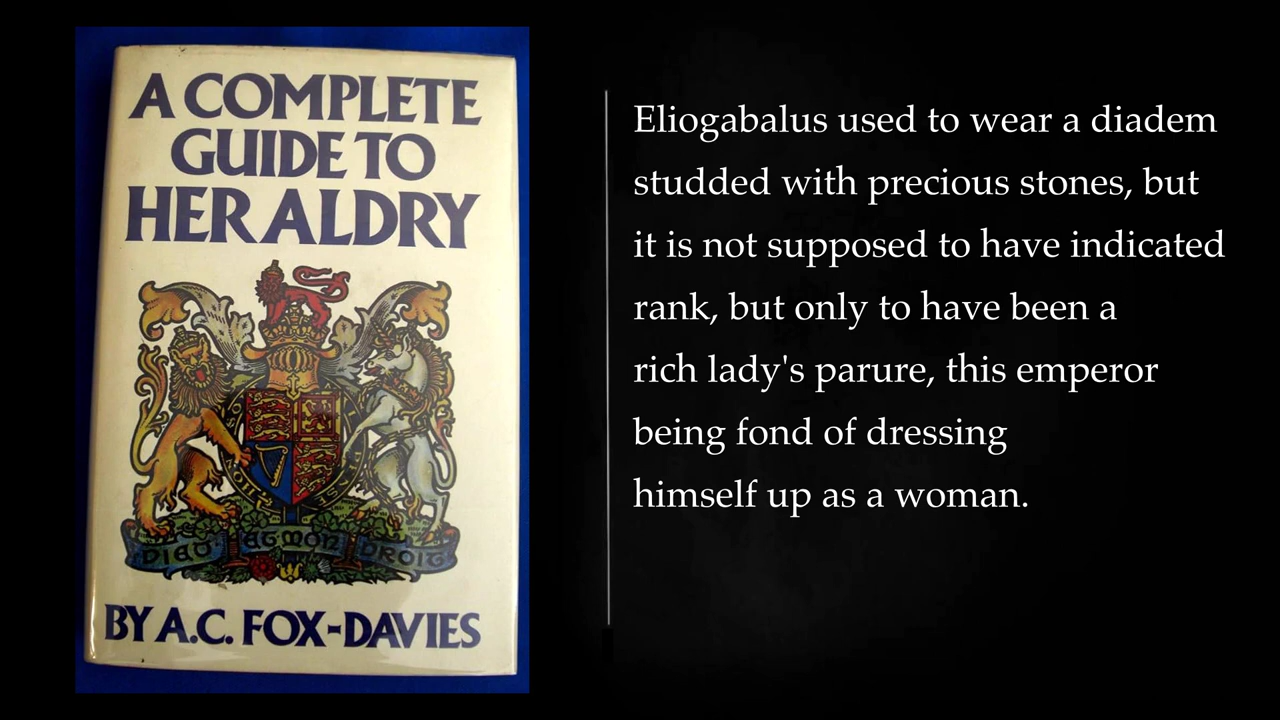 A COMPLETE
GUIDE TO
HERALDRY
DIEU ET MON DROIT
BY A.C. FOX-DAVIES
Eliogabalus used to wear a diadem
studded with precious stones, but
it is not supposed to have indicated
rank, but only to have been a
rich lady's parure, this emperor
being fond of dressing
himself up as a woman.